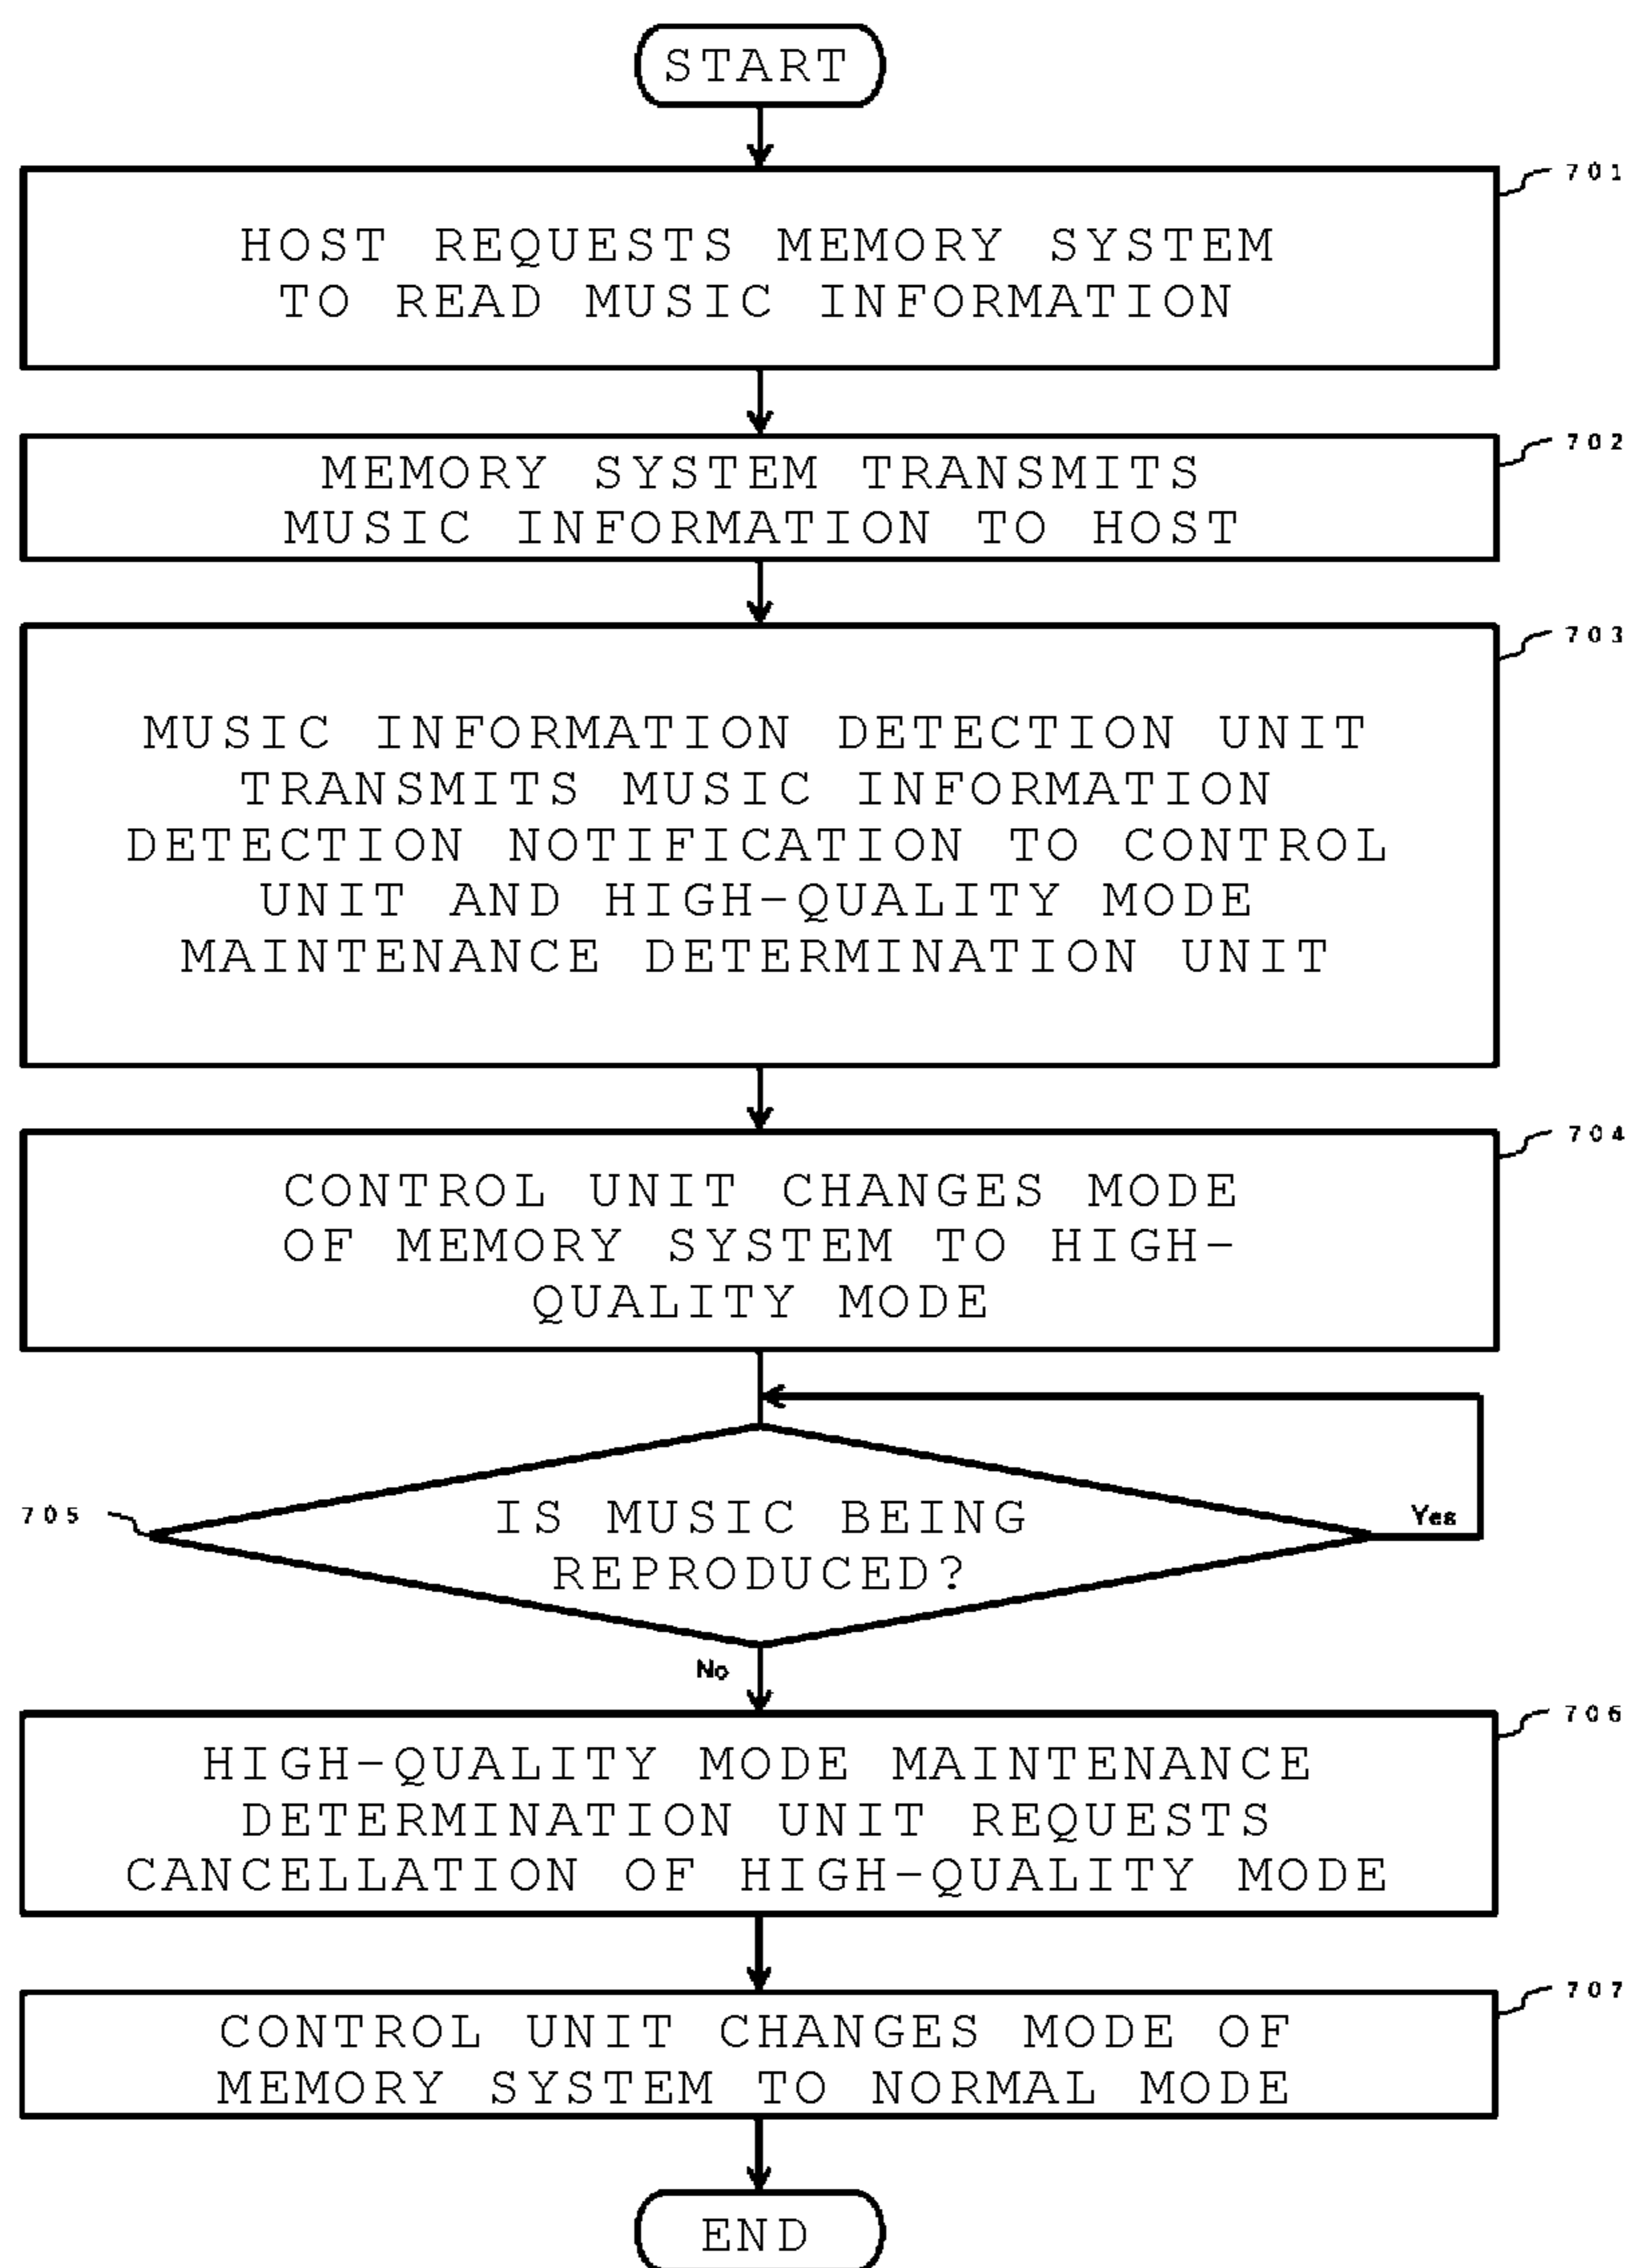 START
701
HOST REQUESTS MEMORY SYSTEM
TO READ MUSIC INFORMATION
702
MEMORY SYSTEM TRANSMITS
MUSIC INFORMATION TO HOST
703
MUSIC INFORMATION DETECTION UNIT
TRANSMITS MUSIC INFORMATION
DETECTION NOTIFICATION TO CONTROL
UNIT AND HIGH-QUALITY MODE
MAINTENANCE DETERMINATION UNIT
704
CONTROL UNIT CHANGES MODE
OF MEMORY SYSTEM TO HIGH-
QUALITY MODE
705
IS MUSIC BEING
REPRODUCED?
Yes
No
706
HIGH-QUALITY MODE MAINTENANCE
DETERMINATION UNIT REQUESTS
CANCELLATION OF HIGH-QUALITY MODE
707
CONTROL UNIT CHANGES MODE OF
MEMORY SYSTEM TO NORMAL MODE
END